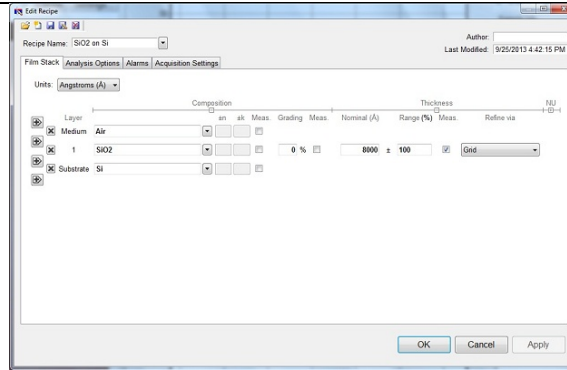 Edit Recipe
Author:
Recipe Name: SiO2 on Si
Last Modified: 9/25/2013 4:42:15 PM
Film Stack Analysis Options Alarms Acquisition Settings
Units: Angstroms (Å)
Composition Thickness NU
Layer an ak Meas. Grading Meas. Nominal (Å) Range (%) Meas. Refine via
Medium Air
1 SiO2 0 % 8000 ± 100 Grid
Substrate Si
OK Cancel Apply